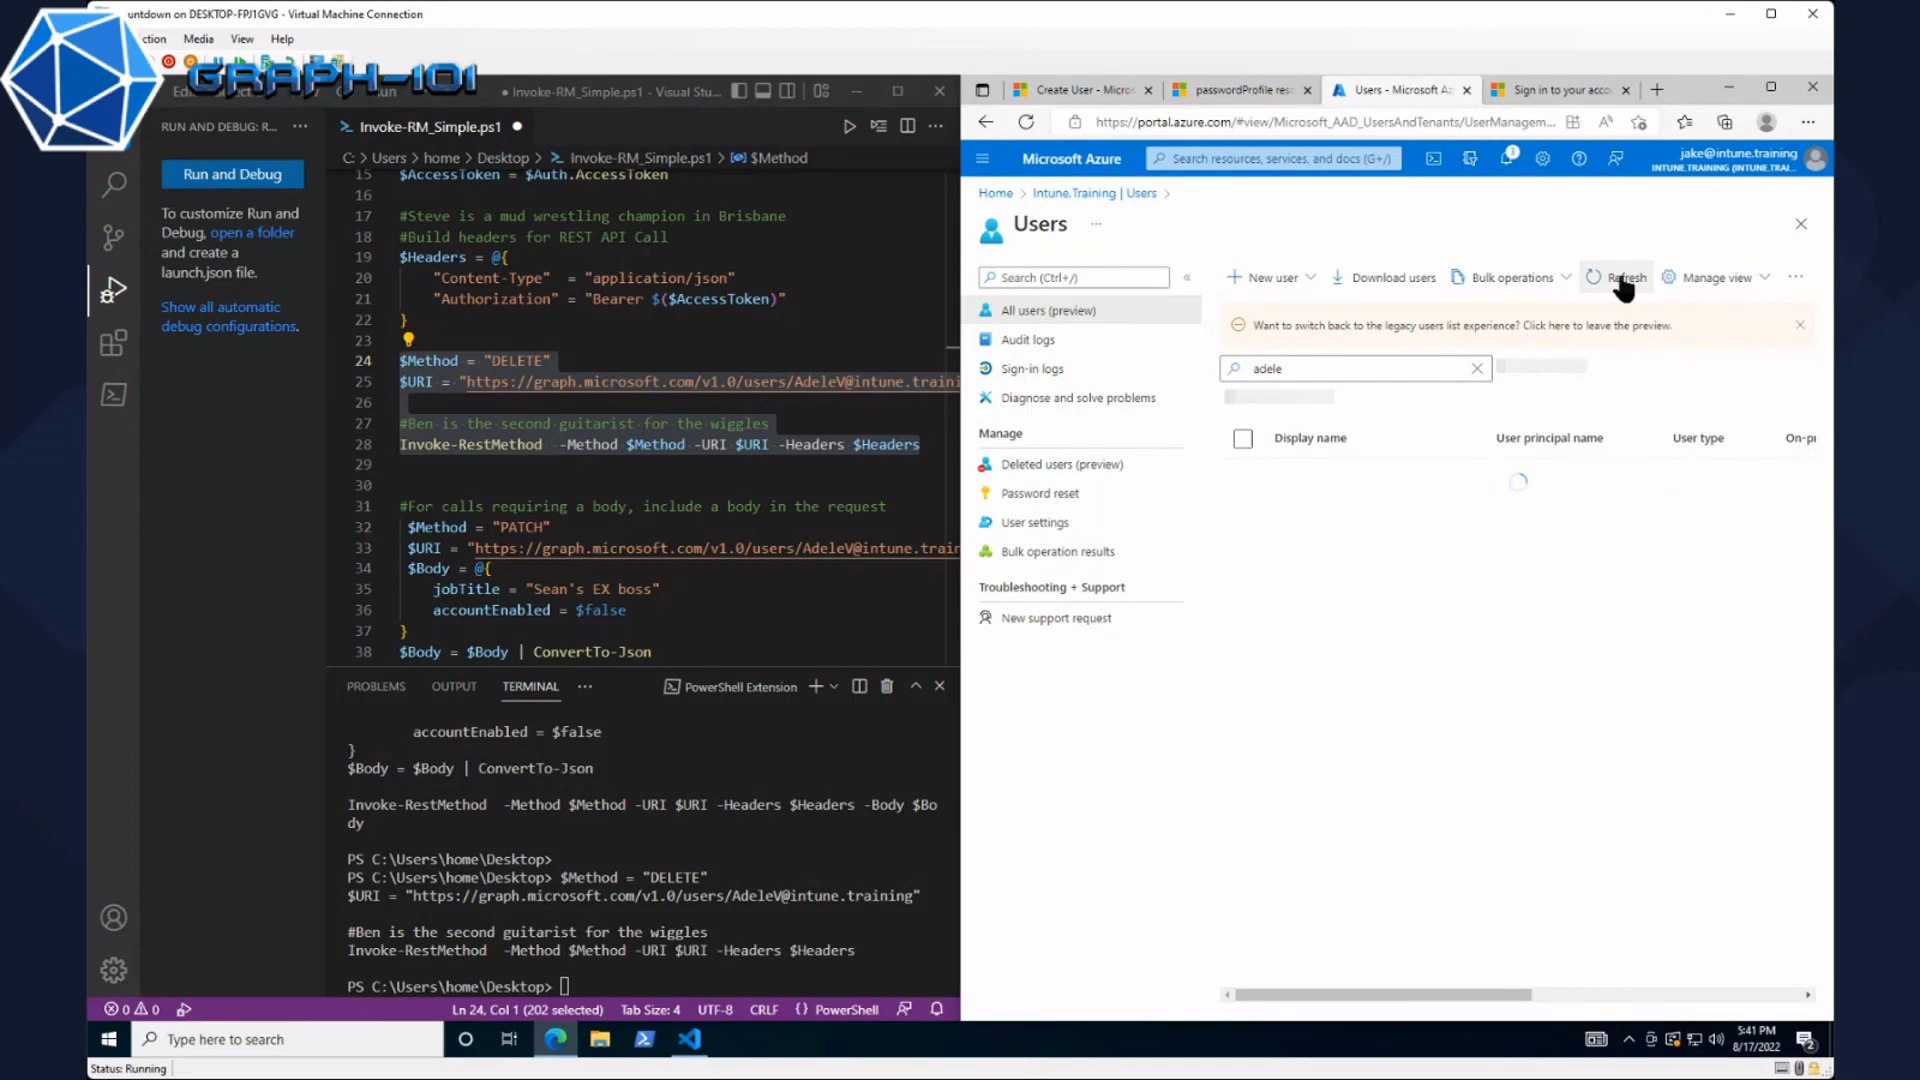 untdown on DESKTOP-FPJ1GVG - Virtual Machine Connection
ction Media View Help
GRAPH-101
Invoke-RM_Simple.ps1 - Visual Stu...
RUN AND DEBUG: R...
Run and Debug
To customize Run and
Debug, open a folder
and create a
launch.json file.
Show all automatic
debug configurations.
Invoke-RM_Simple.ps1
C: > Users > home > Desktop > Invoke-RM_Simple.ps1 > $Method
15 $AccessToken = $Auth.AccessToken
16
17 #Steve is a mud wrestling champion in Brisbane
18 #Build headers for REST API Call
19 $Headers = @{
20 "Content-Type" = "application/json"
21 "Authorization" = "Bearer $($AccessToken)"
22 }
23
24 $Method = "DELETE"
25 $URI = "https://graph.microsoft.com/v1.0/users/AdeleV@intune.traini
26
27 #Ben is the second guitarist for the wiggles
28 Invoke-RestMethod -Method $Method -URI $URI -Headers $Headers
29
30
31 #For calls requiring a body, include a body in the request
32 $Method = "PATCH"
33 $URI = "https://graph.microsoft.com/v1.0/users/AdeleV@intune.train
34 $Body = @{
35 jobTitle = "Sean's EX boss"
36 accountEnabled = $false
37 }
38 $Body = $Body | ConvertTo-Json
PROBLEMS OUTPUT TERMINAL ... PowerShell Extension
accountEnabled = $false
}
$Body = $Body | ConvertTo-Json
Invoke-RestMethod -Method $Method -URI $URI -Headers $Headers -Body $Bo
dy
PS C:\Users\home\Desktop>
PS C:\Users\home\Desktop> $Method = "DELETE"
$URI = "https://graph.microsoft.com/v1.0/users/AdeleV@intune.training"
#Ben is the second guitarist for the wiggles
Invoke-RestMethod -Method $Method -URI $URI -Headers $Headers
PS C:\Users\home\Desktop>
0 0 Ln 24, Col 1 (202 selected) Tab Size: 4 UTF-8 CRLF {} PowerShell
Create User - Micros
passwordProfile res
Users - Microsoft Az
Sign in to your acco
https://portal.azure.com/#view/Microsoft_AAD_UsersAndTenants/UserManagem...
Microsoft Azure
Search resources, services, and docs (G+/)
3
jake@intune.training
INTUNE.TRAINING (INTUNE.TRAI...
Home > Intune.Training | Users >
Users ...
Search (Ctrl+/) «
New user Download users Bulk operations Refresh Manage view ...
All users (preview)
Audit logs
Sign-in logs
Diagnose and solve problems
Manage
Deleted users (preview)
Password reset
User settings
Bulk operation results
Troubleshooting + Support
New support request
Want to switch back to the legacy users list experience? Click here to leave the preview.
adele
Display name User principal name User type On-pr
Type here to search
5:41 PM
8/17/2022
2
Status: Running